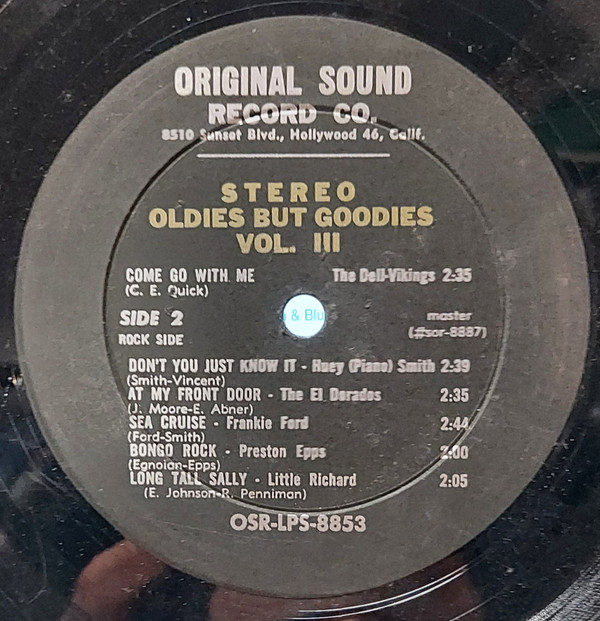 ORIGINAL SOUND
RECORD CO.
8510 Sunset Blvd., Hollywood 46, Calif.
STEREO
OLDIES BUT GOODIES
VOL. III
COME GO WITH ME The Dell-Vikings 2:35
(C. E. Quick)
SIDE 2 & Blu master
ROCK SIDE (#sor-8887)
DON'T YOU JUST KNOW IT - Huey (Piano) Smith 2:39
(Smith-Vincent)
AT MY FRONT DOOR - The El Dorados 2:35
(J. Moore-E. Abner)
SEA CRUISE - Frankie Ford 2:44
(Ford-Smith)
BONGO ROCK - Preston Epps 2:00
(Egnoian-Epps)
LONG TALL SALLY - Little Richard 2:05
(E. Johnson-R. Penniman)
OSR-LPS-8853